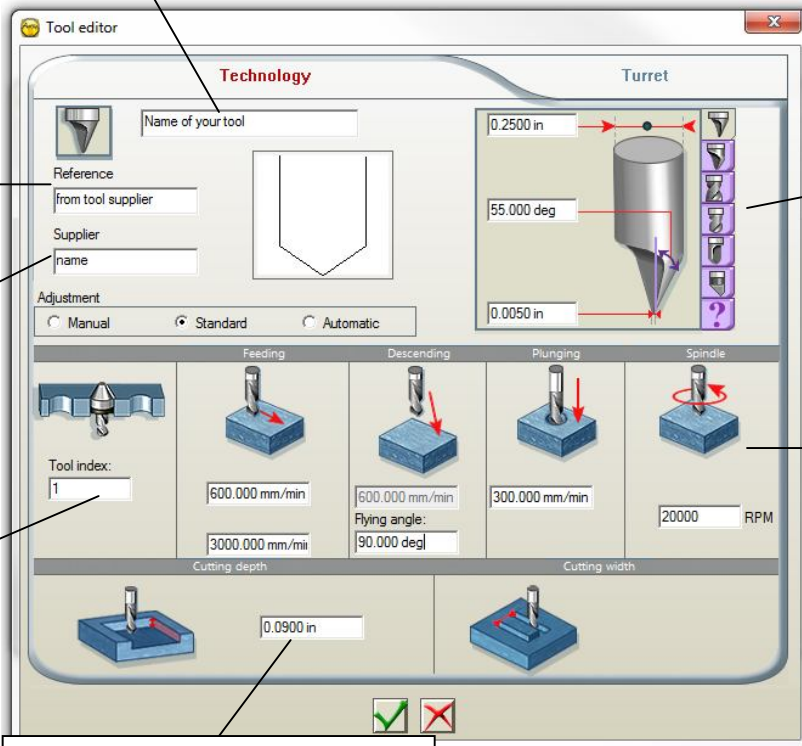 Tool editor
Technology
Turret
Name of your tool
Reference
from tool supplier
Supplier
name
Adjustment
Manual
Standard
Automatic
0.2500 in
55.000 deg
0.0050 in
?
Feeding
Descending
Plunging
Spindle
Tool index:
1
600.000 mm/min
3000.000 mm/mi
600.000 mm/min
Flying angle:
90.000 deg
300.000 mm/min
20000 RPM
Cutting depth
Cutting width
0.0900 in